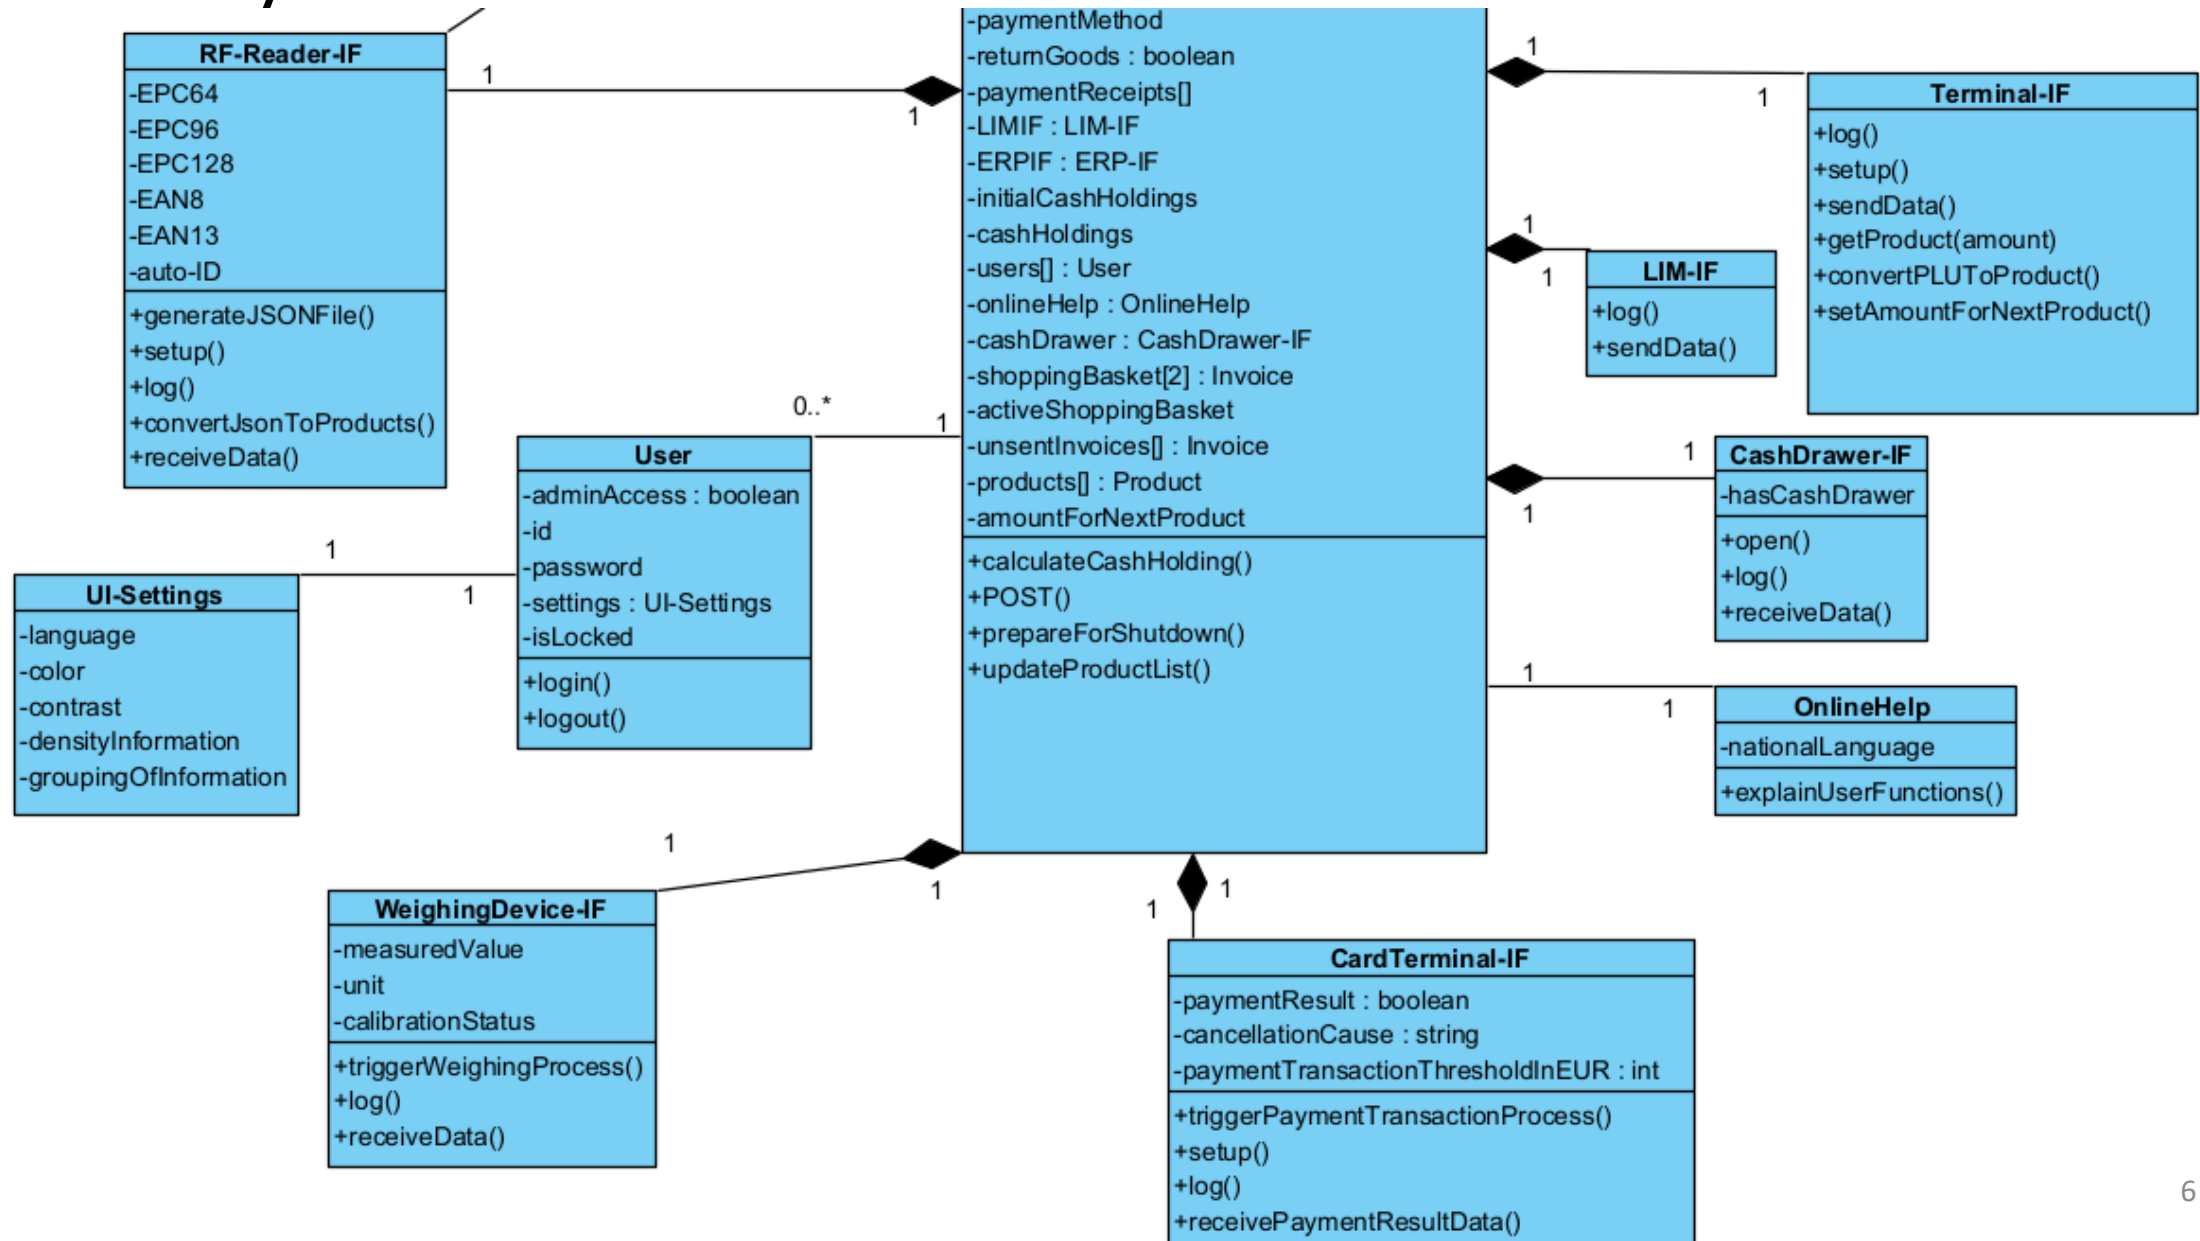 RF-Reader-IF
-EPC64
-EPC96
-EPC128
-EAN8
-EAN13
-auto-ID
+generateJSONFile()
+setup()
+log()
+convertJsonToProducts()
+receiveData()
1
1
-paymentMethod
-returnGoods : boolean
-paymentReceipts[]
-LIMIF : LIM-IF
-ERPIF : ERP-IF
-initialCashHoldings
-cashHoldings
-users[] : User
-onlineHelp : OnlineHelp
-cashDrawer : CashDrawer-IF
-shoppingBasket[2] : Invoice
-activeShoppingBasket
-unsentInvoices[] : Invoice
-products[] : Product
-amountForNextProduct
+calculateCashHolding()
+POST()
+prepareForShutdown()
+updateProductList()
1
1
Terminal-IF
+log()
+setup()
+sendData()
+getProduct(amount)
+convertPLUToProduct()
+setAmountForNextProduct()
1
1
LIM-IF
+log()
+sendData()
0..*
1
User
-adminAccess : boolean
-id
-password
-settings : UI-Settings
-isLocked
+login()
+logout()
1
1
CashDrawer-IF
-hasCashDrawer
+open()
+log()
+receiveData()
1
1
UI-Settings
-language
-color
-contrast
-densityInformation
-groupingOfInformation
1
1
OnlineHelp
-nationalLanguage
+explainUserFunctions()
1
1
WeighingDevice-IF
-measuredValue
-unit
-calibrationStatus
+triggerWeighingProcess()
+log()
+receiveData()
1
1
CardTerminal-IF
-paymentResult : boolean
-cancellationCause : string
-paymentTransactionThresholdInEUR : int
+triggerPaymentTransactionProcess()
+setup()
+log()
+receivePaymentResultData()
6